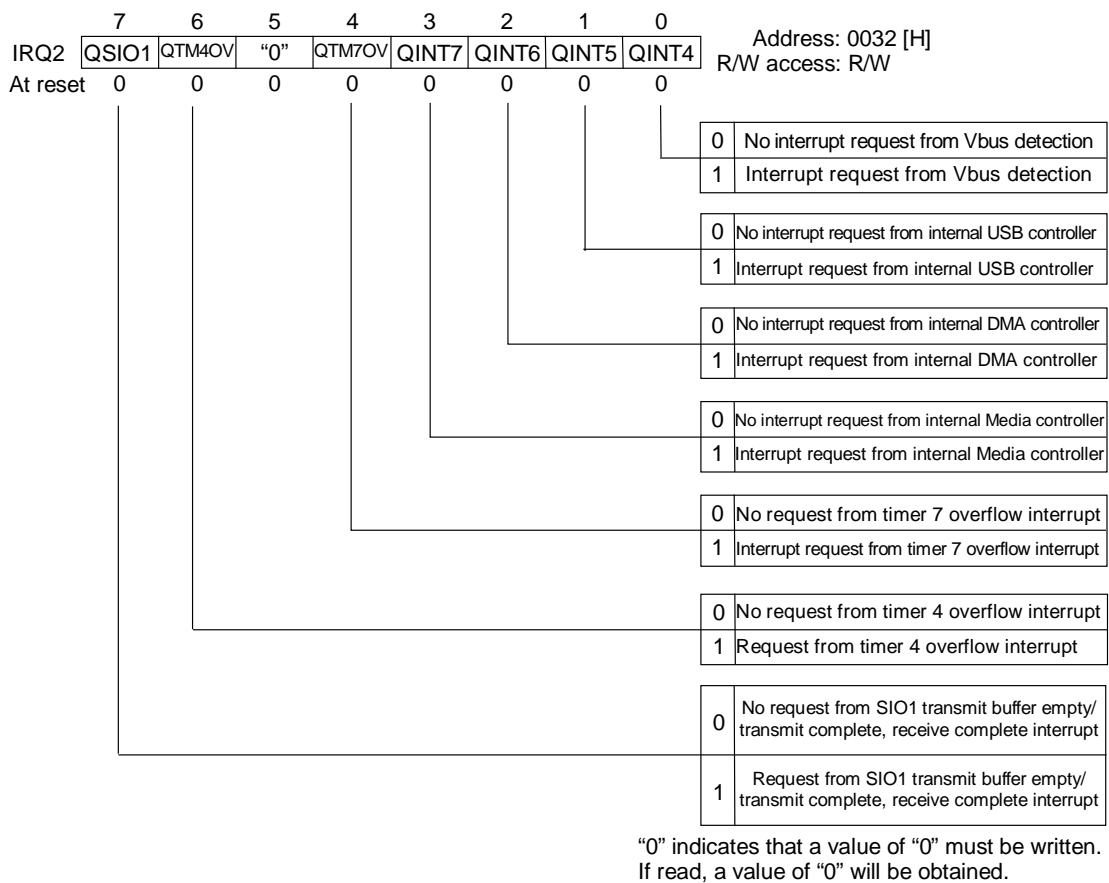 7 6 5 4 3 2 1 0
IRQ2 QSIO1 QTM4OV “0” QTM7OV QINT7 QINT6 QINT5 QINT4
Address: 0032 [H]
R/W access: R/W
At reset 0 0 0 0 0 0 0 0
0 No interrupt request from Vbus detection
1 Interrupt request from Vbus detection
0 No interrupt request from internal USB controller
1 Interrupt request from internal USB controller
0 No interrupt request from internal DMA controller
1 Interrupt request from internal DMA controller
0 No interrupt request from internal Media controller
1 Interrupt request from internal Media controller
0 No request from timer 7 overflow interrupt
1 Interrupt request from timer 7 overflow interrupt
0 No request from timer 4 overflow interrupt
1 Request from timer 4 overflow interrupt
0 No request from SIO1 transmit buffer empty/
transmit complete, receive complete interrupt
1 Request from SIO1 transmit buffer empty/
transmit complete, receive complete interrupt
“0” indicates that a value of “0” must be written.
If read, a value of “0” will be obtained.